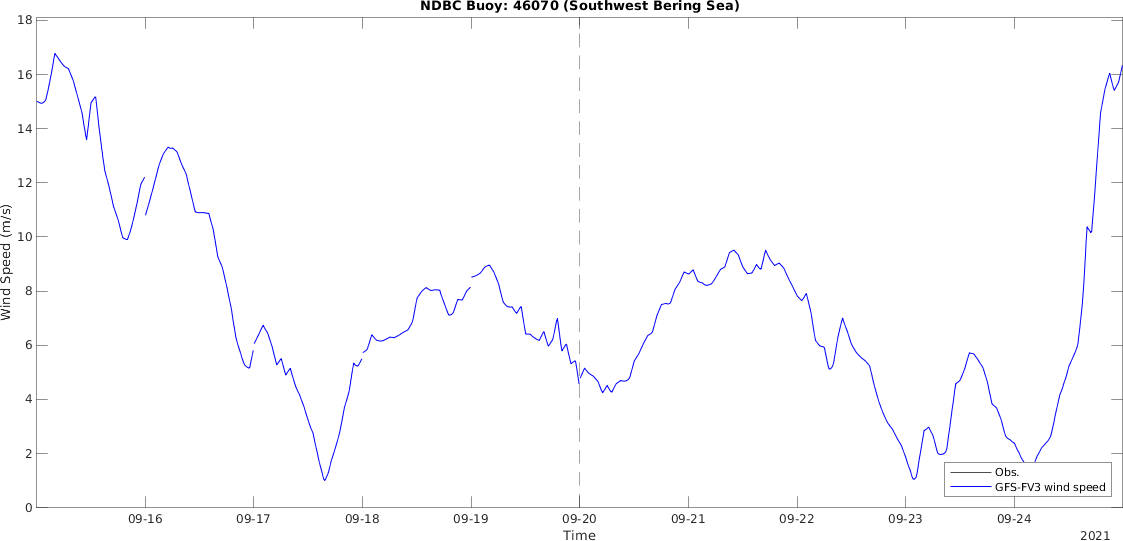 NDBC Buoy: 46070 (Southwest Bering Sea)
18
16
14
12
10
8
6
4
2
0
Wind Speed (m/s)
Obs.
GFS-FV3 wind speed
09-16 09-17 09-18 09-19 09-20 09-21 09-22 09-23 09-24
Time
2021